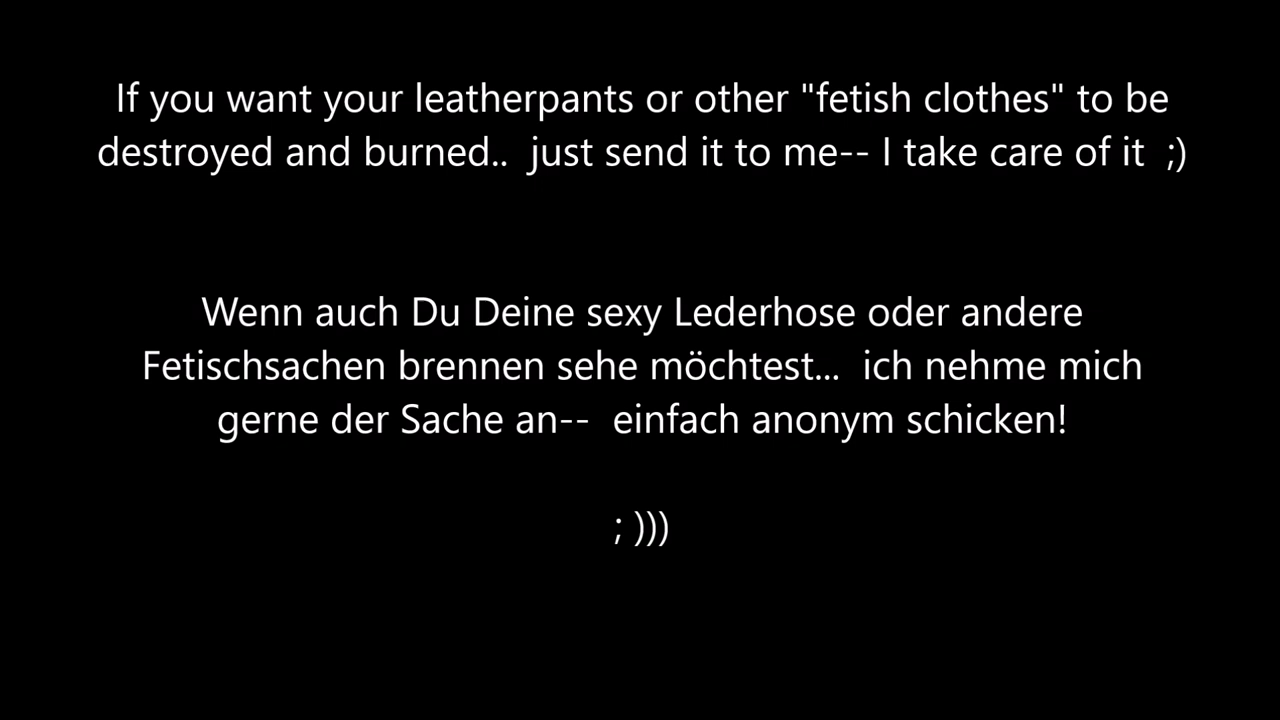 If you want your leatherpants or other "fetish clothes" to be
destroyed and burned..  just send it to me-- I take care of it  ;)
Wenn auch Du Deine sexy Lederhose oder andere
Fetischsachen brennen sehe möchtest...  ich nehme mich
gerne der Sache an--  einfach anonym schicken!
; )))